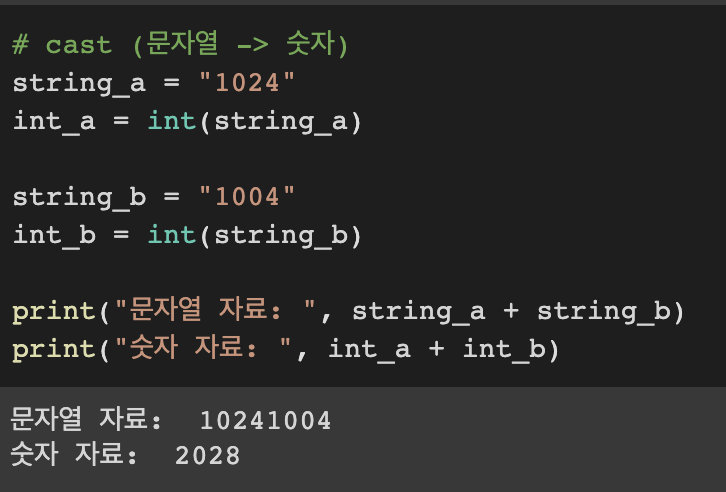 # cast (문자열 -> 숫자)
string_a = "1024"
int_a = int(string_a)
string_b = "1004"
int_b = int(string_b)
print("문자열 자료: ", string_a + string_b)
print("숫자 자료: ", int_a + int_b)
문자열 자료:  10241004
숫자 자료:  2028